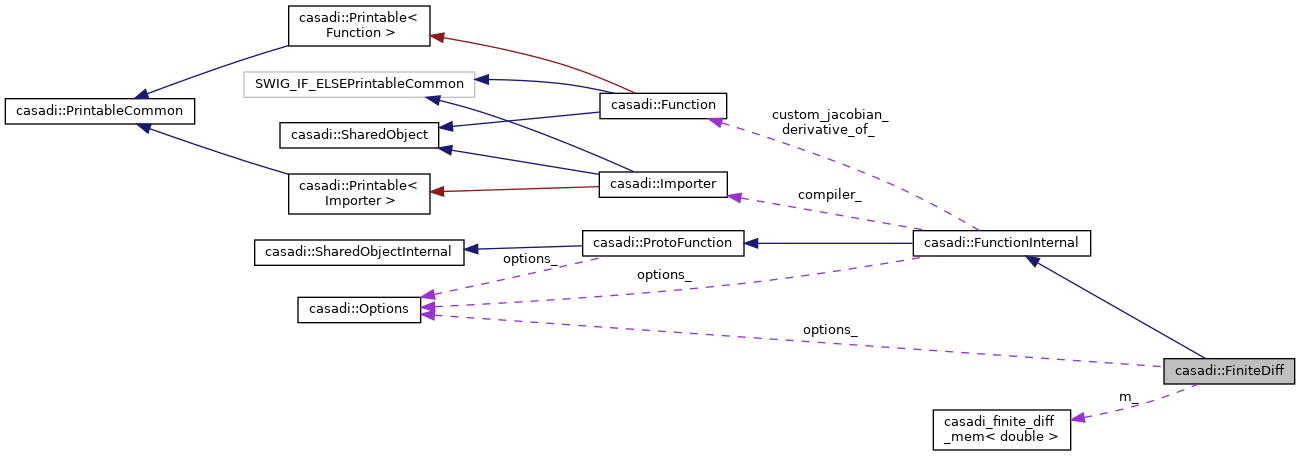 casadi::Printable<
Function >
SWIG_IF_ELSEPrintableCommon
casadi::PrintableCommon
casadi::Function
custom_jacobian_
derivative_of_
casadi::SharedObject
casadi::Printable<
Importer >
casadi::Importer
compiler_
casadi::SharedObjectInternal
casadi::ProtoFunction
casadi::FunctionInternal
options_
options_
casadi::Options
options_
casadi::FiniteDiff
m_
casadi_finite_diff
_mem< double >